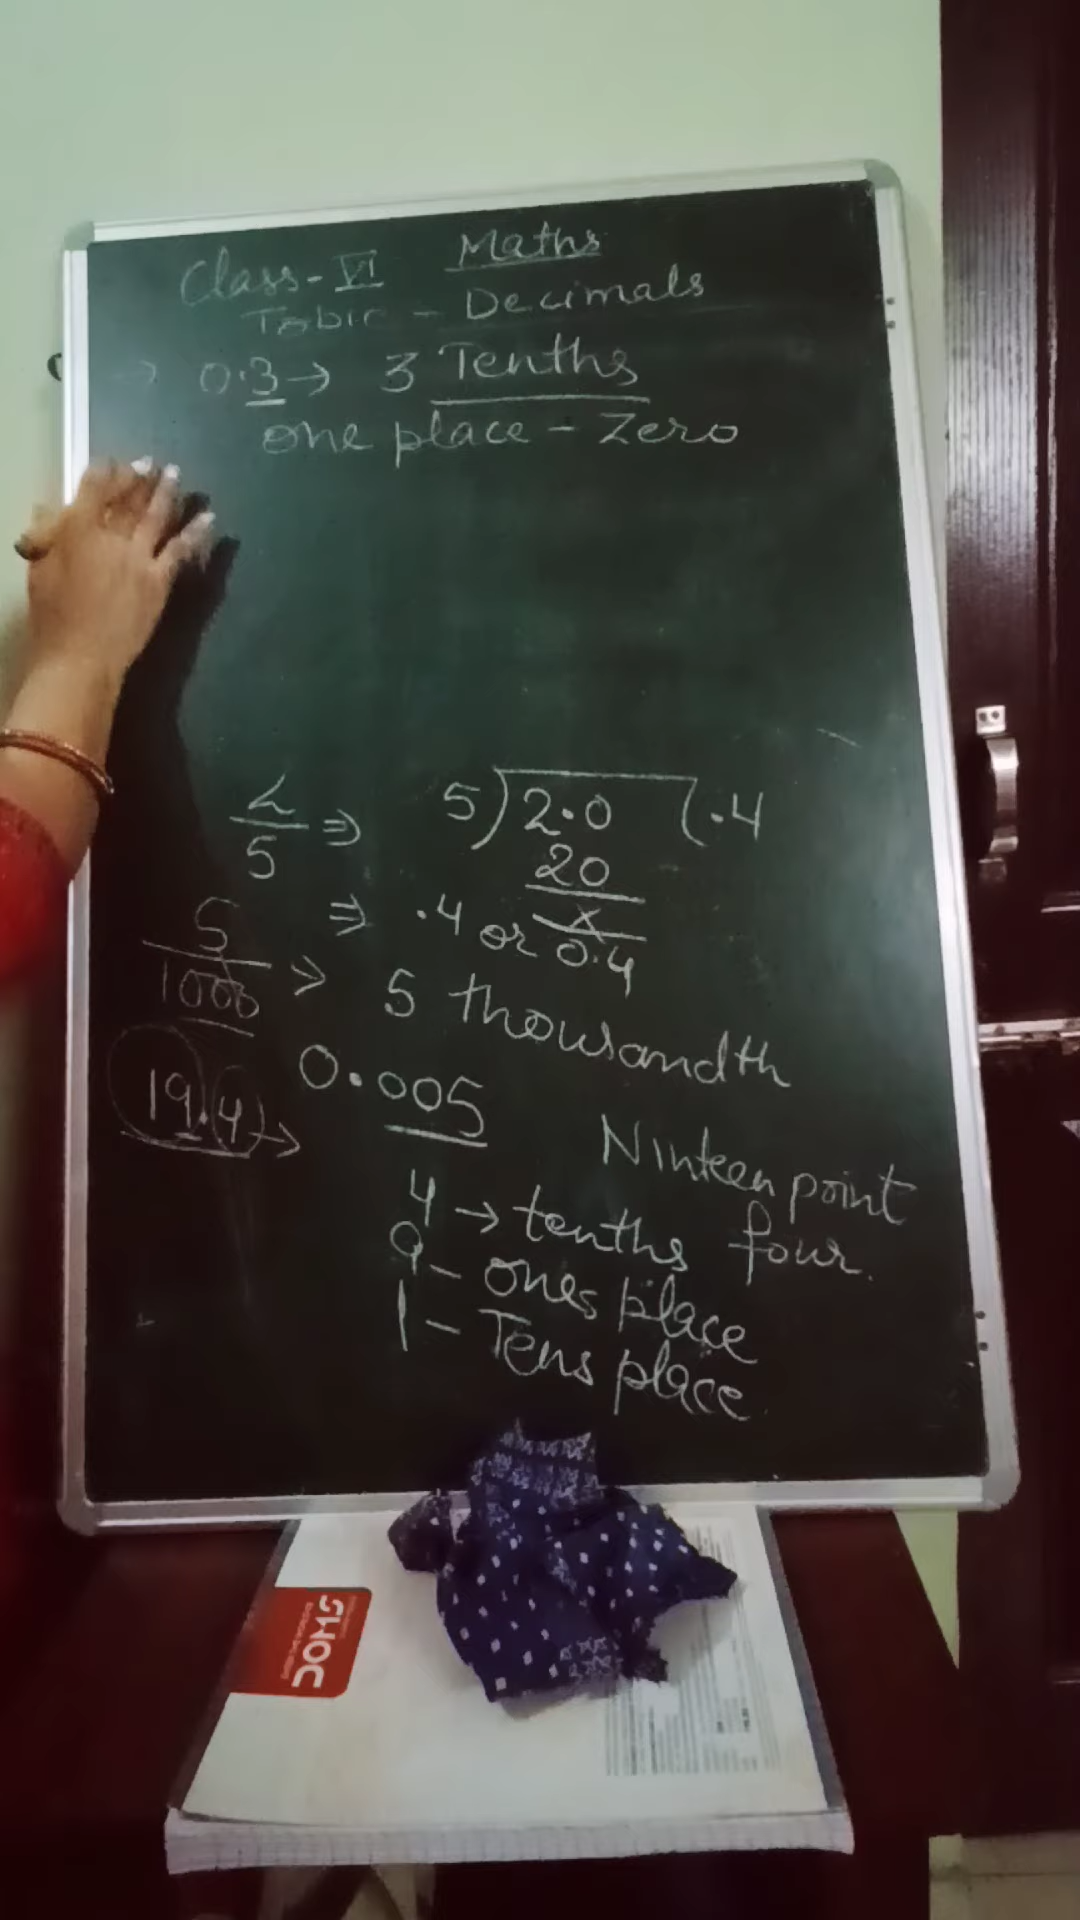 Maths
Class-VI
Topic - Decimals
→ 0.3 → 3 Tenths
one place - Zero
2/5 ⇒ 5)2.0(.4
20
x
⇒ .4 or 0.4
5/1000 > 5 thousandth
0.005
19.4 →
Ninteen point
four.
4 → tenths
9 - ones place
1 - Tens place
DOMS